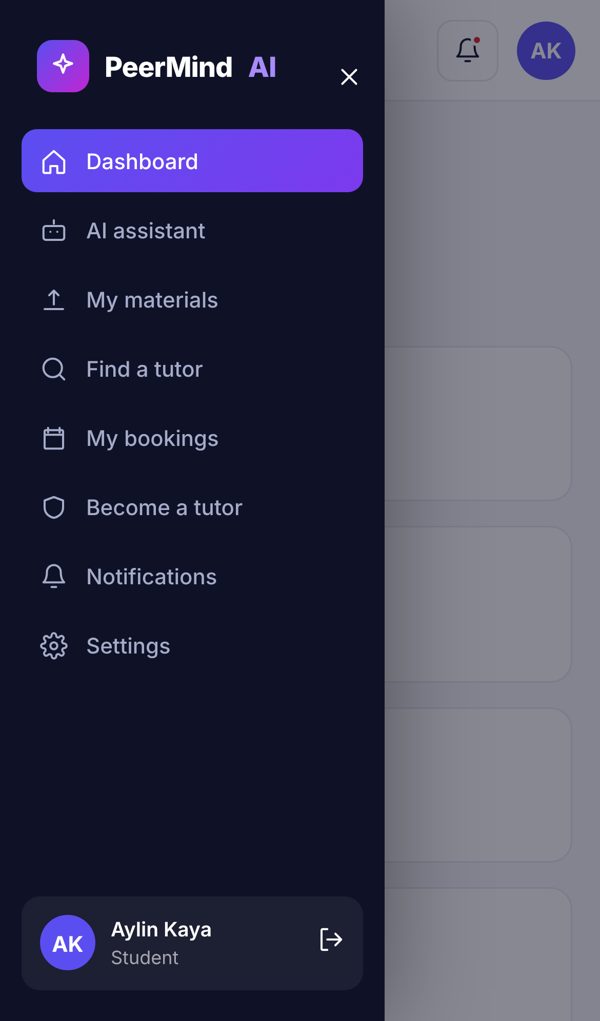 PeerMind AI
AK
Dashboard
AI assistant
My materials
Find a tutor
My bookings
Become a tutor
Notifications
Settings
AK
Aylin Kaya
Student